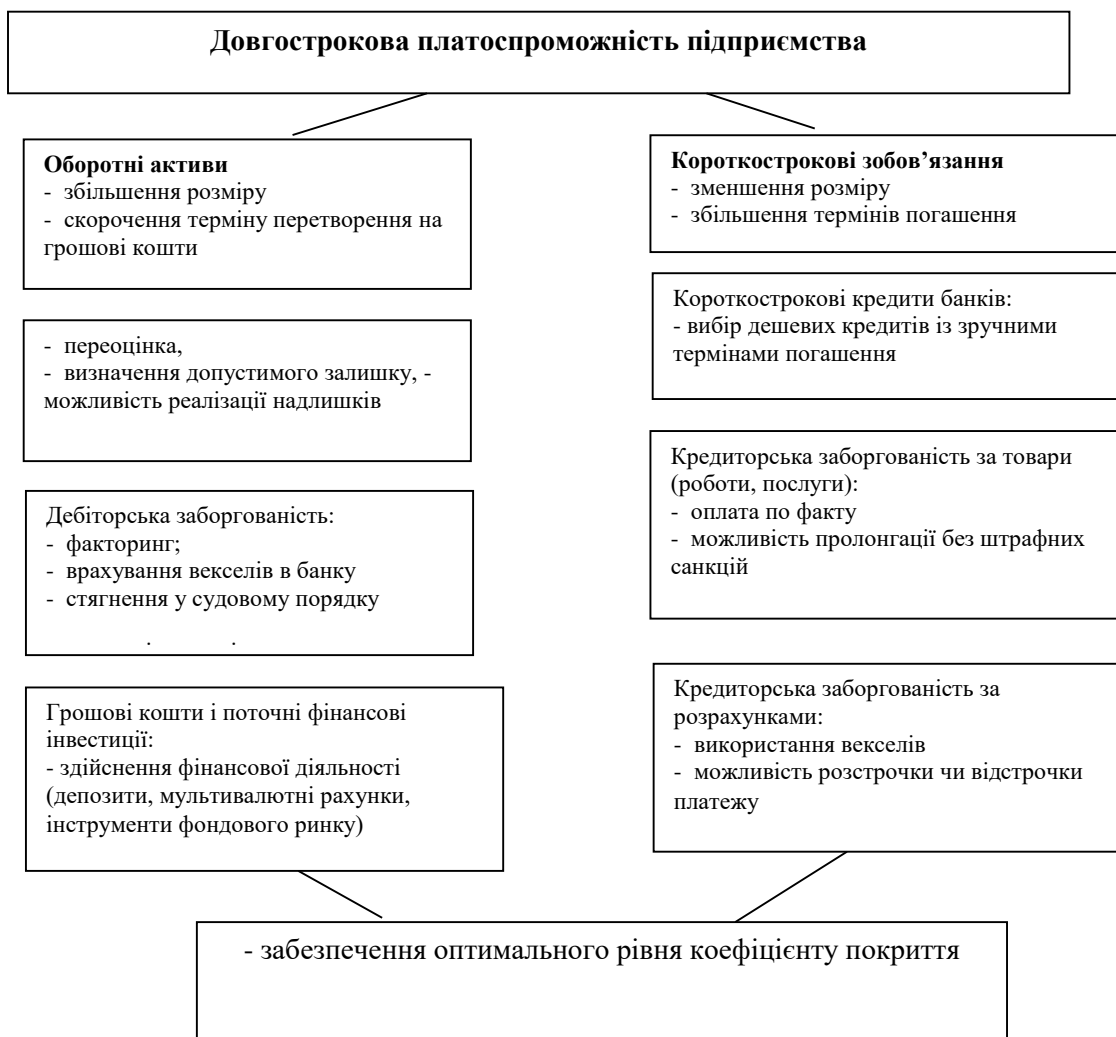 Довгострокова платоспроможність підприємства
Оборотні активи
- збільшення розміру
- скорочення терміну перетворення на
грошові кошти
- переоцінка,
- визначення допустимого залишку, -
можливість реалізації надлишків
Дебіторська заборгованість:
- факторинг;
- врахування векселів в банку
- стягнення у судовому порядку
. .
Грошові кошти і поточні фінансові
інвестиції:
- здійснення фінансової діяльності
(депозити, мультивалютні рахунки,
інструменти фондового ринку)
Короткострокові зобов’язання
- зменшення розміру
- збільшення термінів погашення
Короткострокові кредити банків:
- вибір дешевих кредитів із зручними
термінами погашення
Кредиторська заборгованість за товари
(роботи, послуги):
- оплата по факту
- можливість пролонгації без штрафних
санкцій
Кредиторська заборгованість за
розрахунками:
- використання векселів
- можливість розстрочки чи відстрочки
платежу
- забезпечення оптимального рівня коефіцієнту покриття